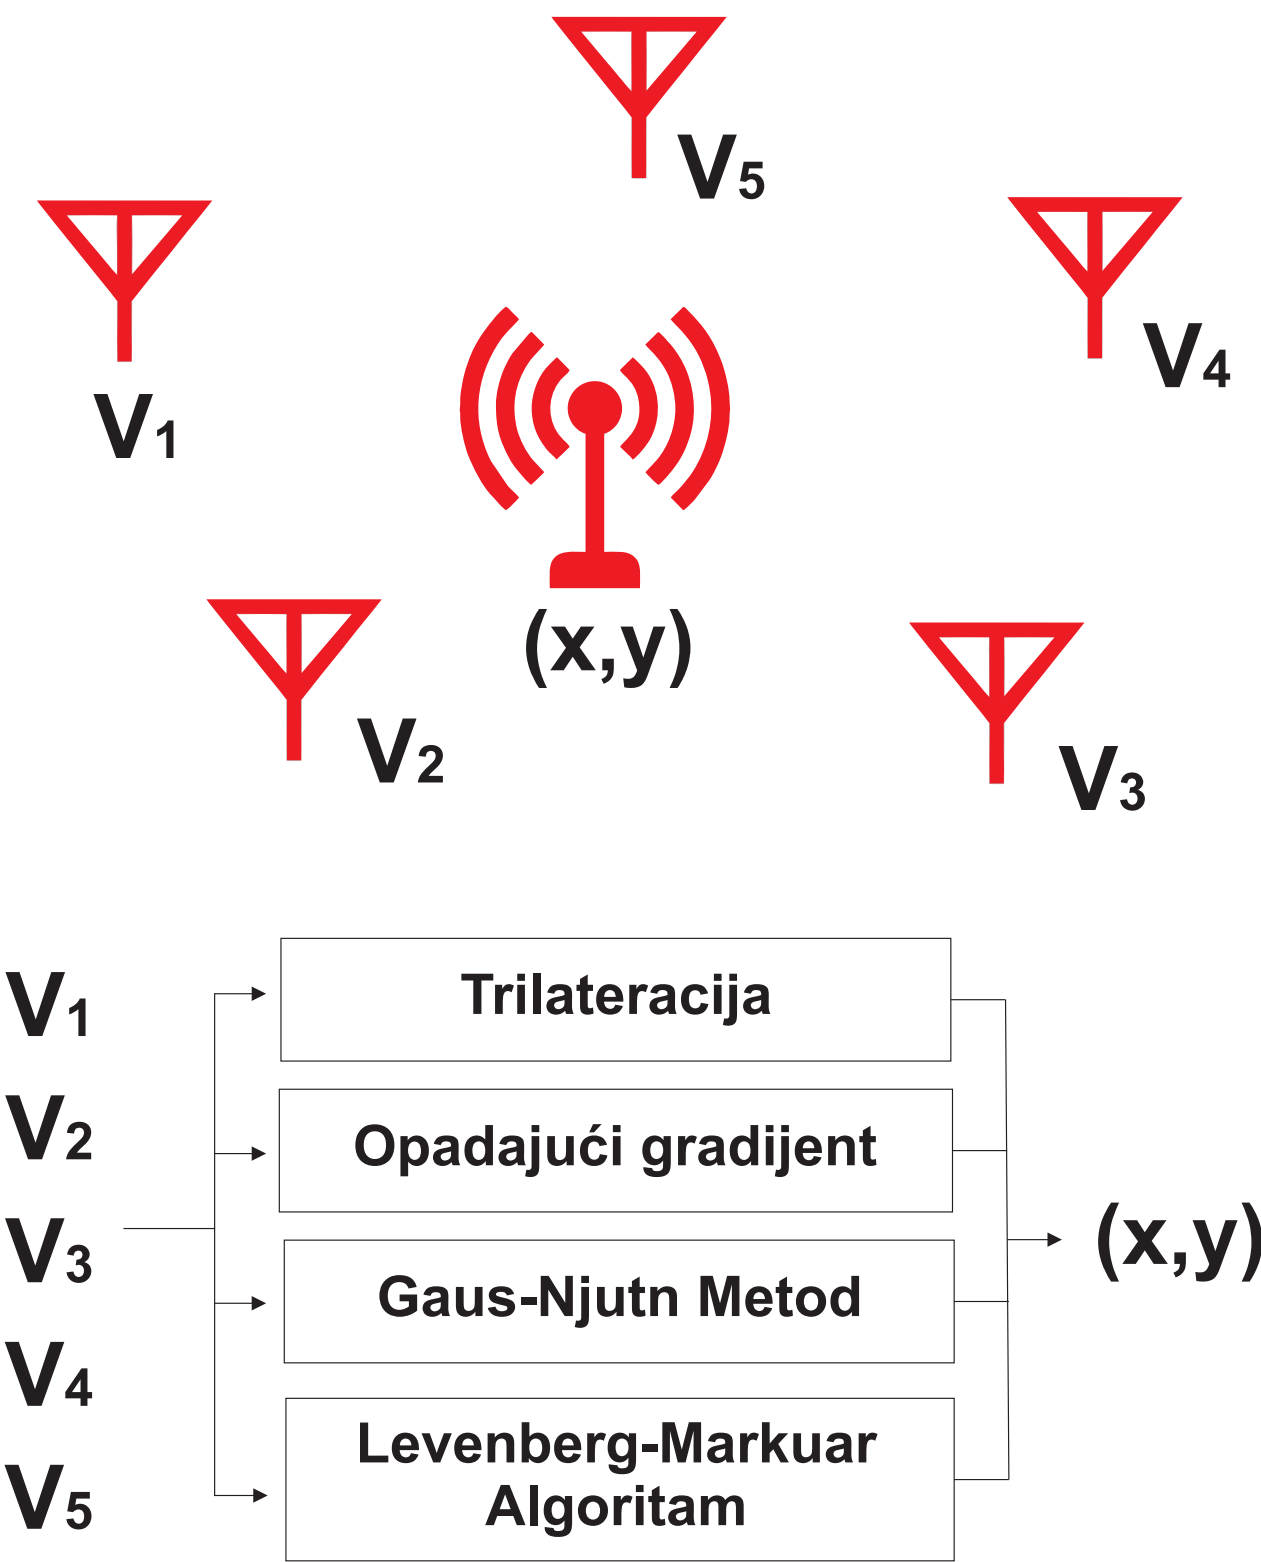 V5
V4
V1
(x,y)
V2
V3
V1
Trilateracija
V2
Opadajući gradijent
V3
(x,y)
Gaus-Njutn Metod
V4
Levenberg-Markuar
Algoritam
V5